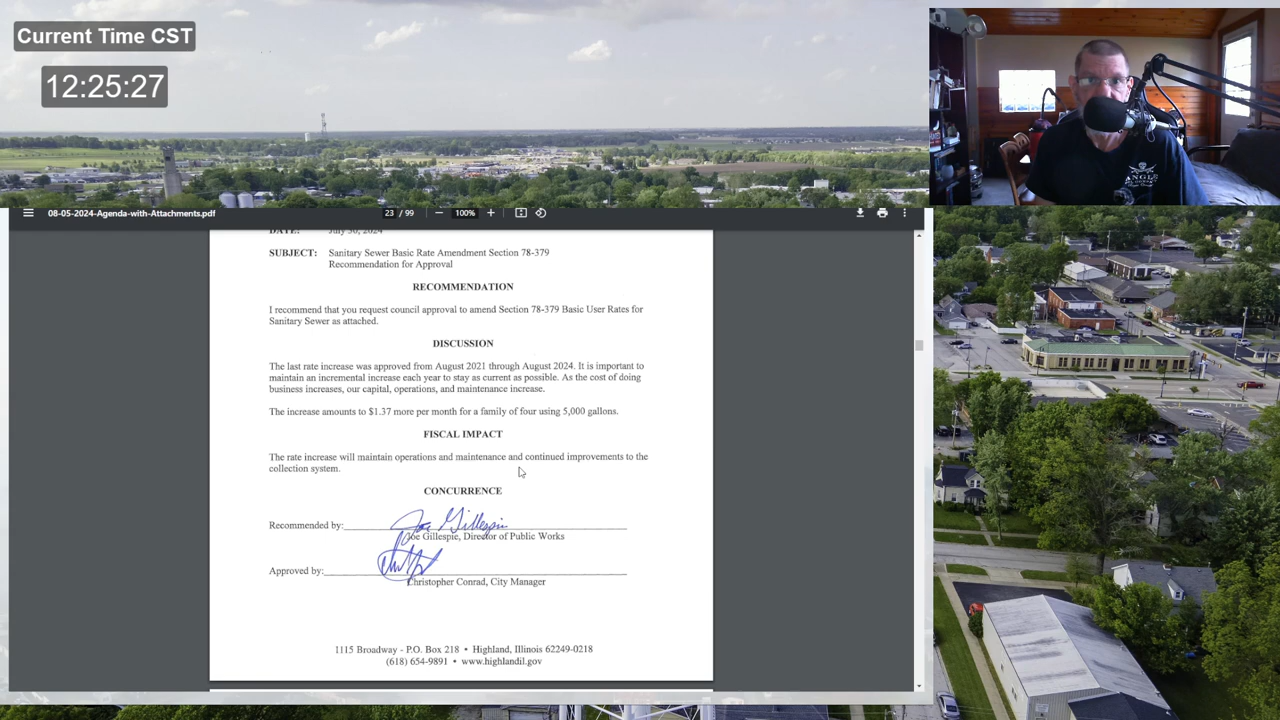 Current Time CST
12:25:27
08-05-2024-Agenda-with-Attachments.pdf
23 / 99
100%
DATE: July 30, 2024
SUBJECT: Sanitary Sewer Basic Rate Amendment Section 78-379
Recommendation for Approval
RECOMMENDATION
I recommend that you request council approval to amend Section 78-379 Basic User Rates for
Sanitary Sewer as attached.
DISCUSSION
The last rate increase was approved from August 2021 through August 2024. It is important to
maintain an incremental increase each year to stay as current as possible. As the cost of doing
business increases, our capital, operations, and maintenance increase.
The increase amounts to $1.37 more per month for a family of four using 5,000 gallons.
FISCAL IMPACT
The rate increase will maintain operations and maintenance and continued improvements to the
collection system.
CONCURRENCE
Recommended by: Joe Gillespie
Joe Gillespie, Director of Public Works
Approved by:
Christopher Conrad, City Manager
1115 Broadway - P.O. Box 218 • Highland, Illinois 62249-0218
(618) 654-9891 • www.highlandil.gov